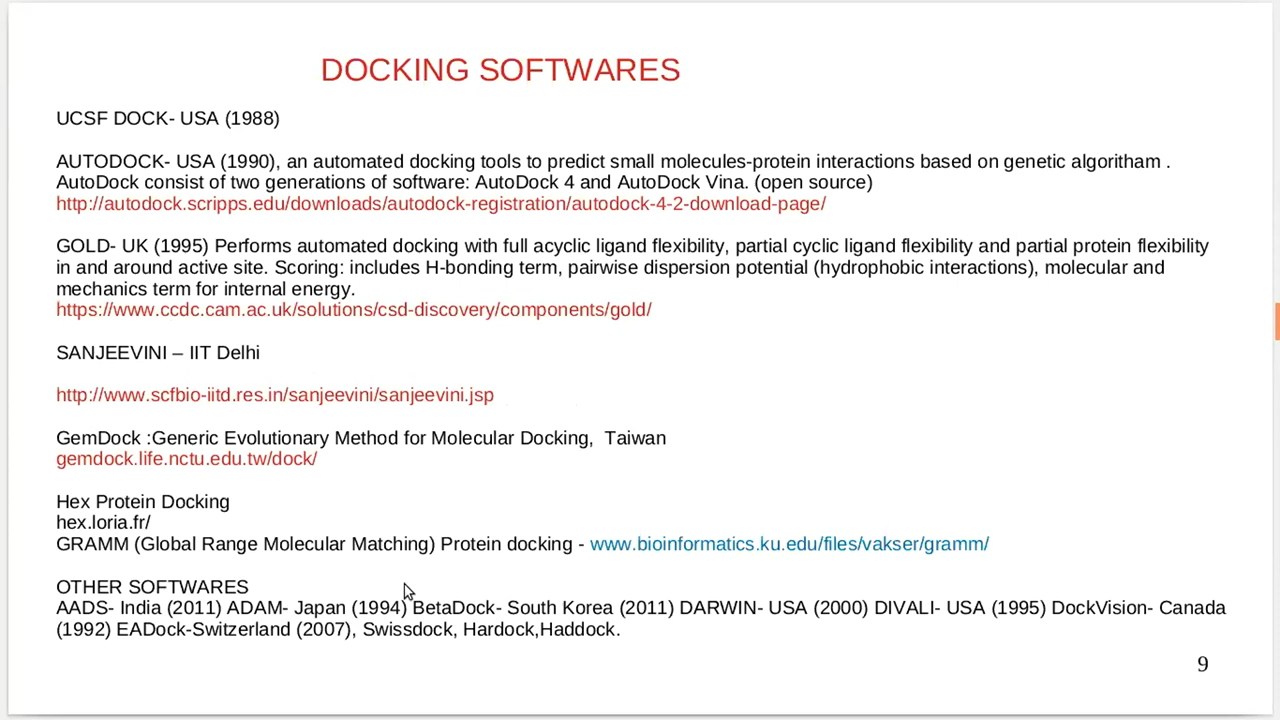 DOCKING SOFTWARES
UCSF DOCK- USA (1988)
AUTODOCK- USA (1990), an automated docking tools to predict small molecules-protein interactions based on genetic algoritham .
AutoDock consist of two generations of software: AutoDock 4 and AutoDock Vina. (open source)
http://autodock.scripps.edu/downloads/autodock-registration/autodock-4-2-download-page/
GOLD- UK (1995) Performs automated docking with full acyclic ligand flexibility, partial cyclic ligand flexibility and partial protein flexibility
in and around active site. Scoring: includes H-bonding term, pairwise dispersion potential (hydrophobic interactions), molecular and
mechanics term for internal energy.
https://www.ccdc.cam.ac.uk/solutions/csd-discovery/components/gold/
SANJEEVINI – IIT Delhi
http://www.scfbio-iitd.res.in/sanjeevini/sanjeevini.jsp
GemDock :Generic Evolutionary Method for Molecular Docking,  Taiwan
gemdock.life.nctu.edu.tw/dock/
Hex Protein Docking
hex.loria.fr/
GRAMM (Global Range Molecular Matching) Protein docking - www.bioinformatics.ku.edu/files/vakser/gramm/
OTHER SOFTWARES
AADS- India (2011) ADAM- Japan (1994) BetaDock- South Korea (2011) DARWIN- USA (2000) DIVALI- USA (1995) DockVision- Canada
(1992) EADock-Switzerland (2007), Swissdock, Hardock,Haddock.
9